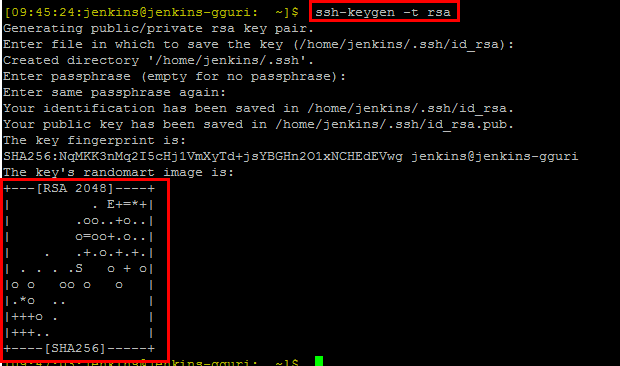 [09:45:24:jenkins@jenkins-gguri:  ~]$  ssh-keygen -t rsa
Generating public/private rsa key pair.
Enter file in which to save the key (/home/jenkins/.ssh/id_rsa):
Created directory '/home/jenkins/.ssh'.
Enter passphrase (empty for no passphrase):
Enter same passphrase again:
Your identification has been saved in /home/jenkins/.ssh/id_rsa.
Your public key has been saved in /home/jenkins/.ssh/id_rsa.pub.
The key fingerprint is:
SHA256:NqMKK3nMq2I5cHj1VmXyTd+jsYBGHn2O1xNCHEdEVwg jenkins@jenkins-gguri
The key's randomart image is:
+---[RSA 2048]----+
|          . E+=*+|
|        .oo..+o..|
|        o=oo+.o..|
|    .   .+.o.+.+.|
| . . . .S   o + o|
|o o   oo o   o   |
|.*o  ..          |
|+++o .           |
|+++..            |
+----[SHA256]-----+
[09:47:03:jenkins@jenkins-gguri:  ~]$